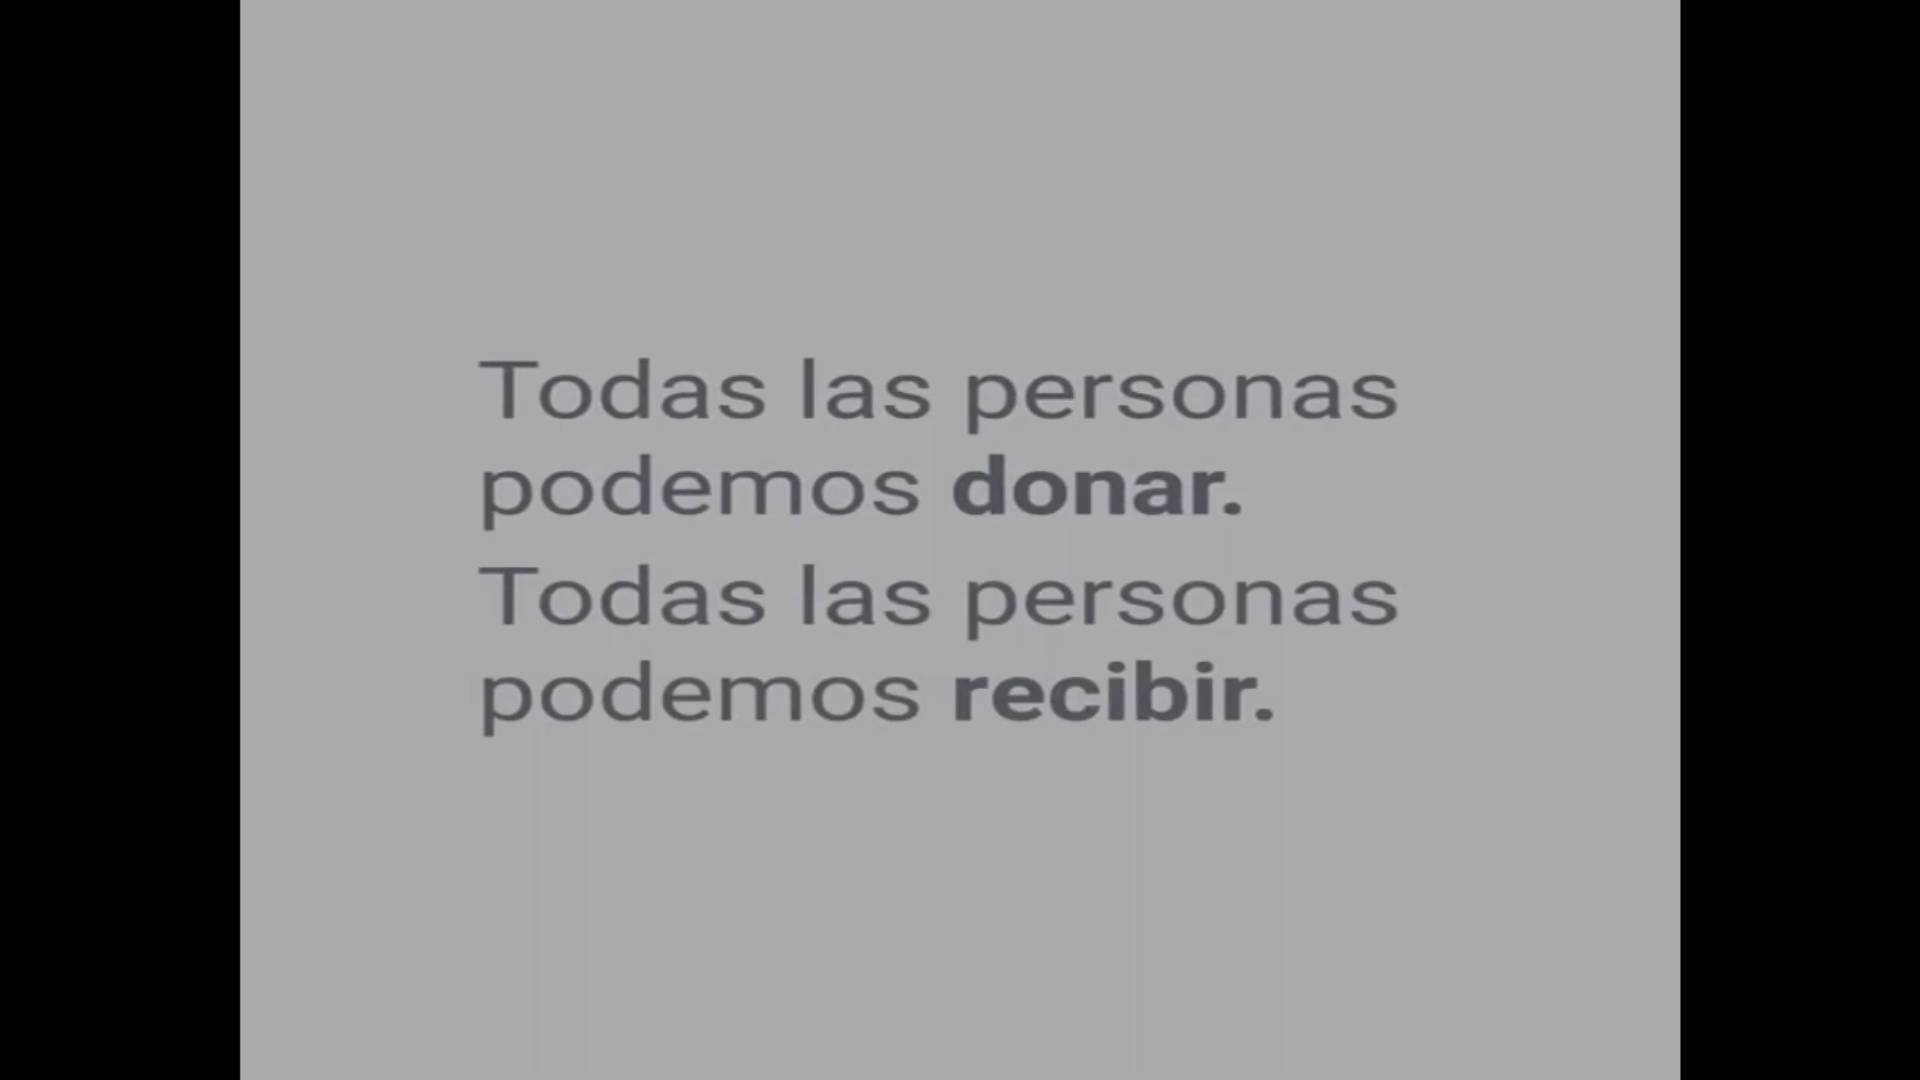 Todas las personas
podemos donar.
Todas las personas
podemos recibir.